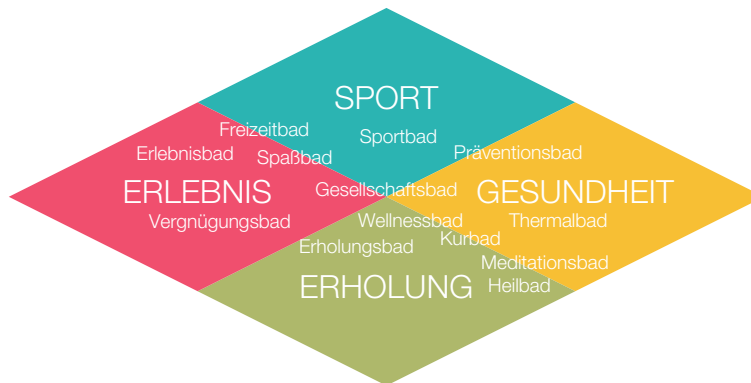 SPORT
Freizeitbad
Sportbad
Erlebnisbad
Spaßbad
Präventionsbad
ERLEBNIS
Gesellschaftsbad
GESUNDHEIT
Vergnügungsbad
Wellnessbad
Thermalbad
Erholungsbad
Kurbad
Meditationsbad
ERHOLUNG
Heilbad